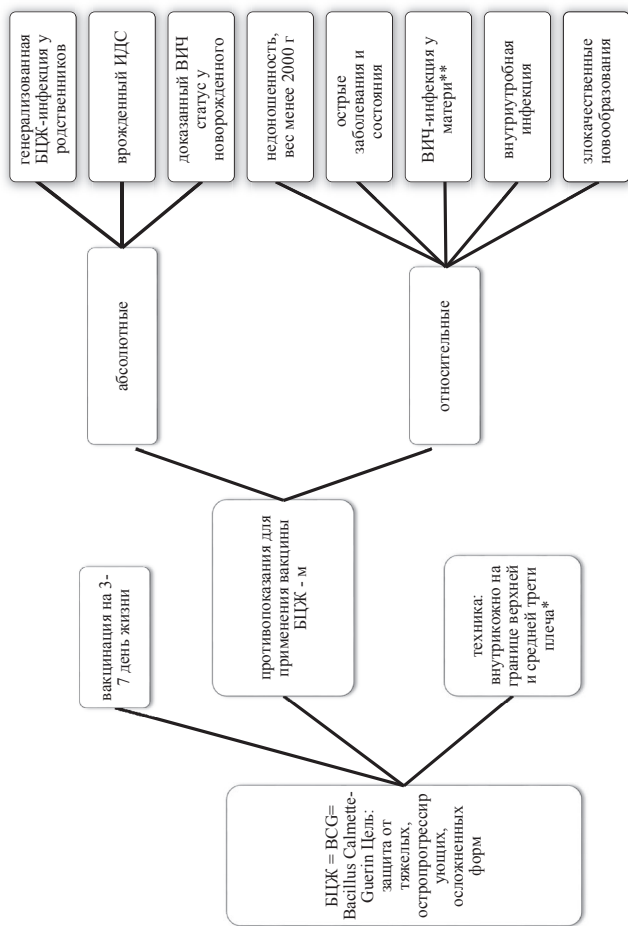 БЦЖ = BCG=
Bacillus Calmette-
Guerin Цель:
защита от
тяжелых,
остропрогрессир
ующих,
осложненных
форм
вакцинация на 3-
7 день жизни
противопоказания для
применения вакцины
БЦЖ - м
техника:
внутрикожно на
границе верхней
и средней трети
плеча*
абсолютные
относительные
генерализованная
БЦЖ-инфекция у
родственников
врожденный ИДС
доказанный ВИЧ
статус у
новорожденного
недоношенность,
вес менее 2000 г
острые
заболевания и
состояния
ВИЧ-инфекция у
матери**
внутриутробная
инфекция
злокачественные
новообразования